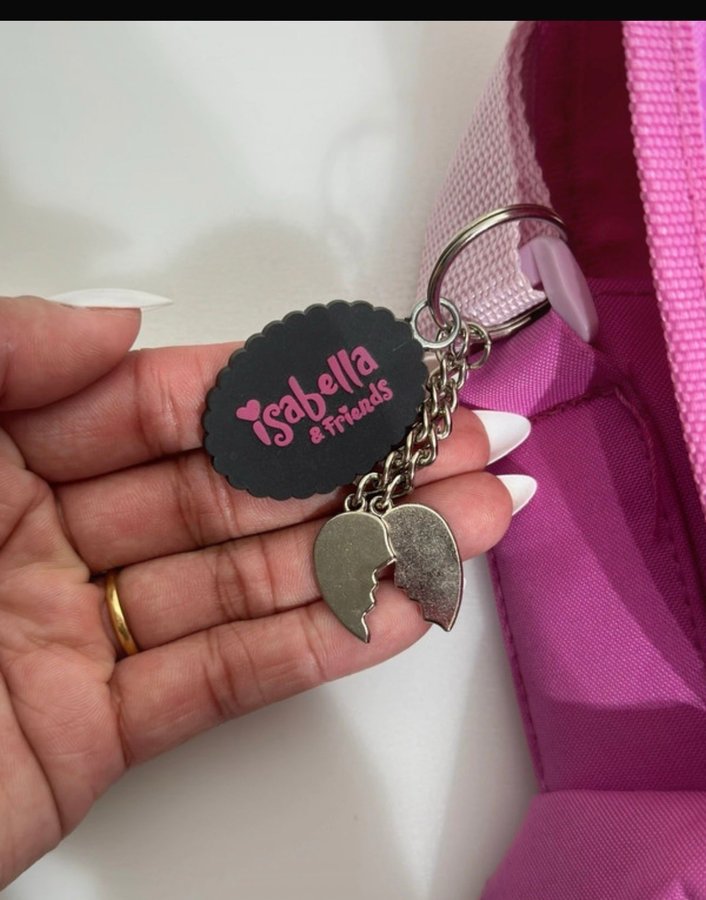 isabella
& Friends